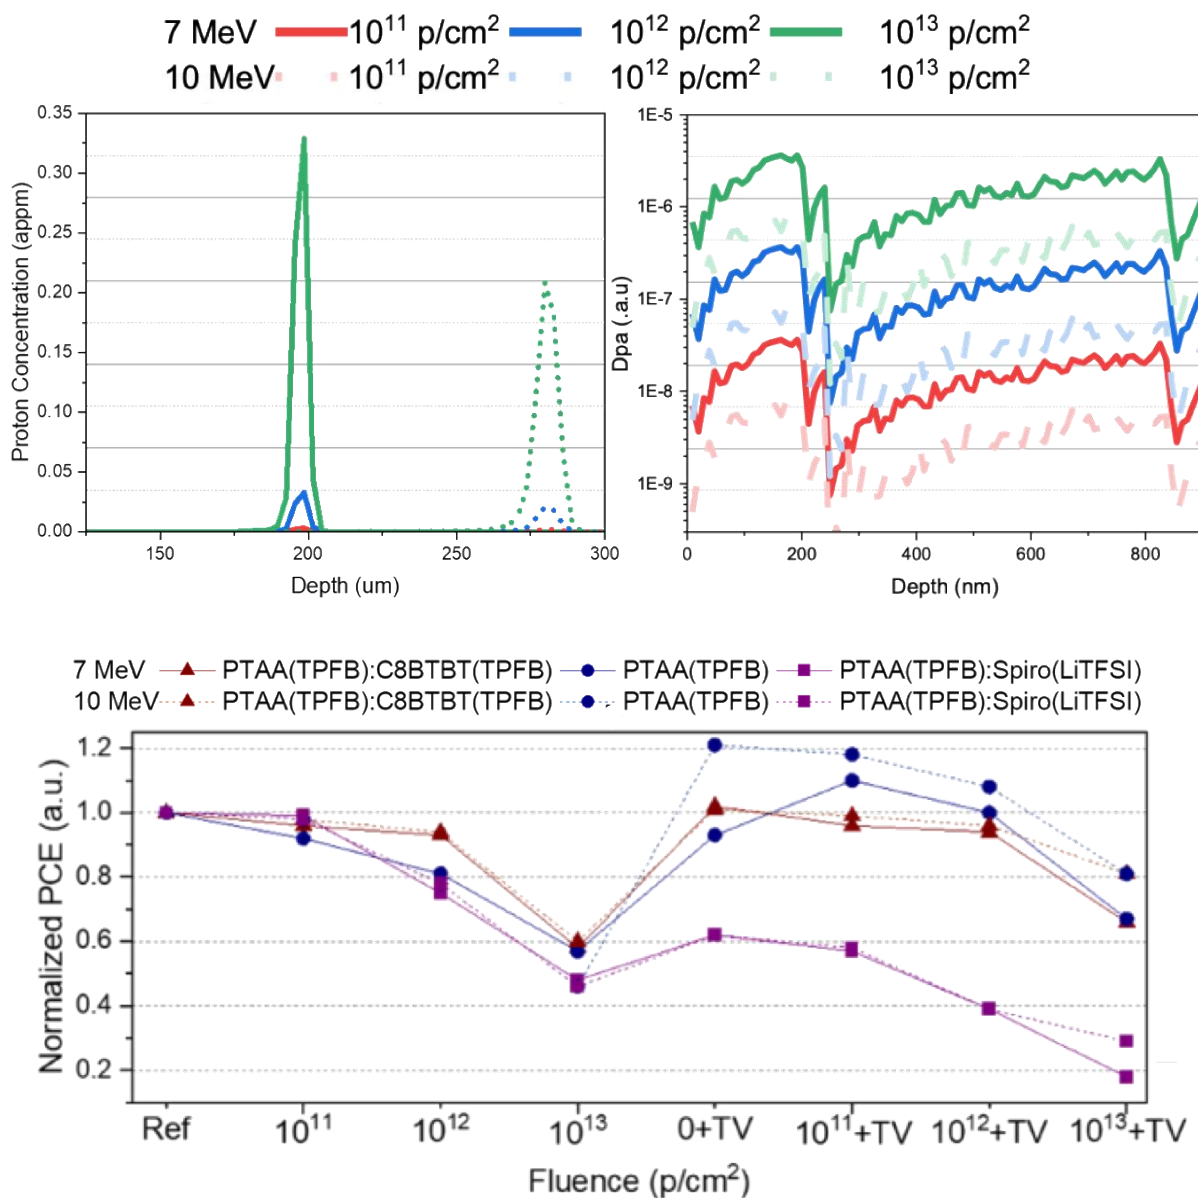 7 MeV 10¹¹ p/cm² 10¹² p/cm² 10¹³ p/cm²
10 MeV 10¹¹ p/cm² 10¹² p/cm² 10¹³ p/cm²
Proton Concentration (appm)
0.35
0.30
0.25
0.20
0.15
0.10
0.05
0.00
150 200 250 300
Depth (um)
Dpa (.a.u)
1E-5
1E-6
1E-7
1E-8
1E-9
0 200 400 600 800
Depth (nm)
7 MeV PTAA(TPFB):C8BTBT(TPFB) PTAA(TPFB) PTAA(TPFB):Spiro(LiTFSI)
10 MeV PTAA(TPFB):C8BTBT(TPFB) PTAA(TPFB) PTAA(TPFB):Spiro(LiTFSI)
Normalized PCE (a.u.)
1.2
1.0
0.8
0.6
0.4
0.2
Ref 10¹¹ 10¹² 10¹³ 0+TV 10¹¹+TV 10¹²+TV 10¹³+TV
Fluence (p/cm²)